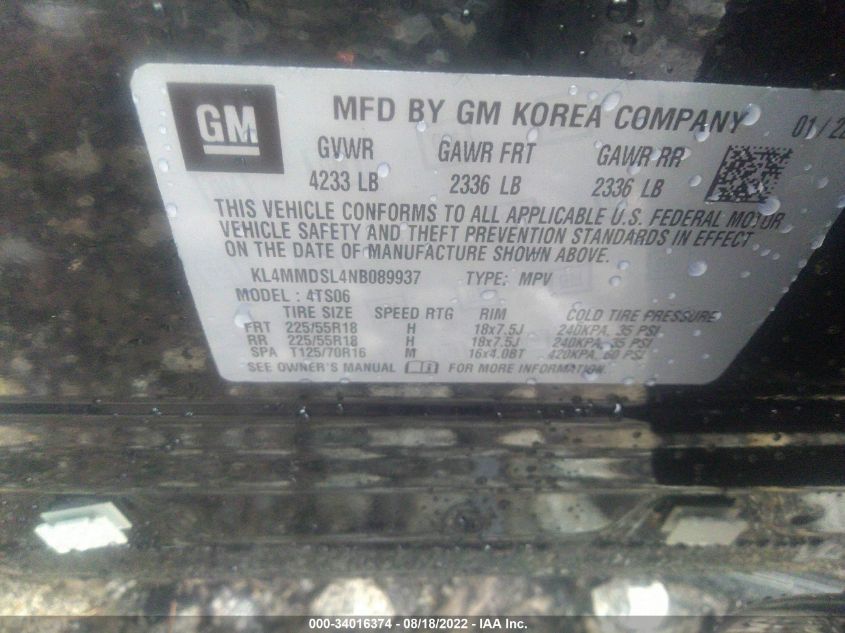 GM
MFD BY GM KOREA COMPANY 01/22
GVWR GAWR FRT GAWR RR
4233 LB 2336 LB 2336 LB
THIS VEHICLE CONFORMS TO ALL APPLICABLE U.S. FEDERAL MOTOR
VEHICLE SAFETY AND THEFT PREVENTION STANDARDS IN EFFECT
ON THE DATE OF MANUFACTURE SHOWN ABOVE.
KL4MMDSL4NB089937 TYPE: MPV
MODEL : 4TS06
TIRE SIZE SPEED RTG RIM COLD TIRE PRESSURE
FRT 225/55R18 H 18x7.5J 240KPA, 35 PSI
RR 225/55R18 H 18x7.5J 240KPA, 35 PSI
SPA T125/70R16 M 16x4.0BT 420KPA, 60 PSI
SEE OWNER'S MANUAL FOR MORE INFORMATION.
000-34016374 - 08/18/2022 - IAA Inc.